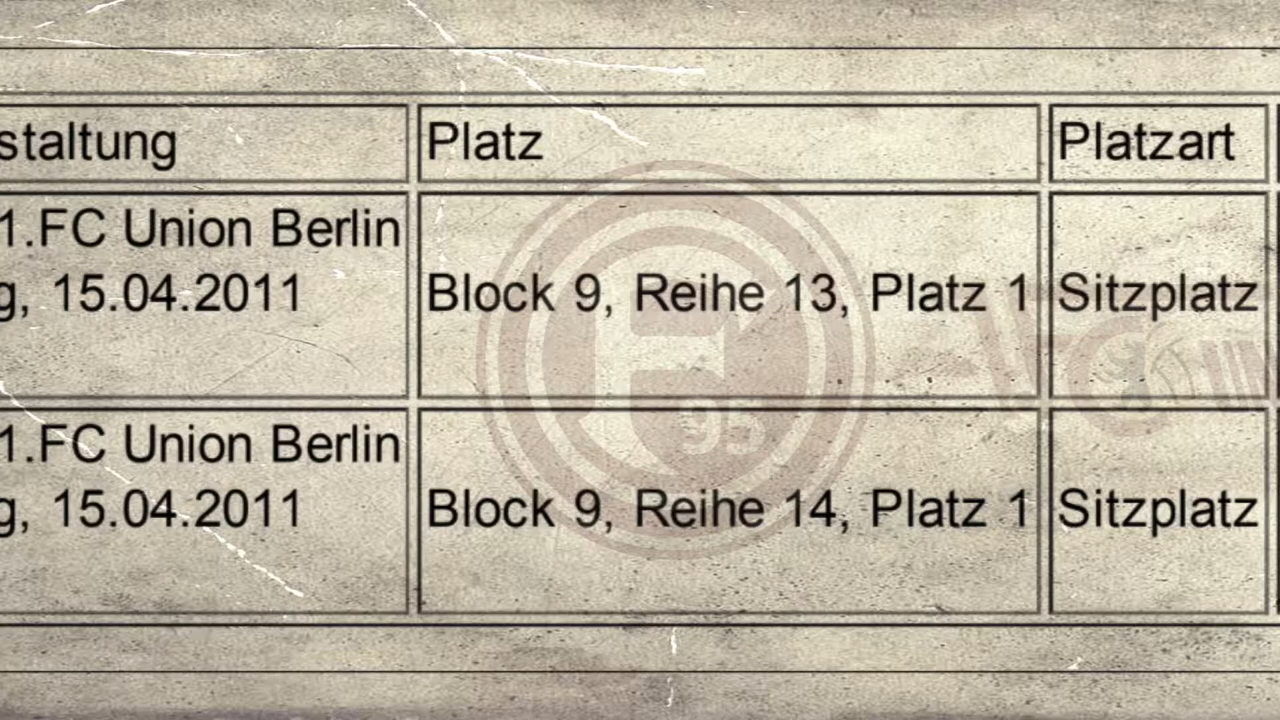 staltung Platz Platzart
1.FC Union Berlin
g, 15.04.2011 Block 9, Reihe 13, Platz 1 Sitzplatz
1.FC Union Berlin
g, 15.04.2011 Block 9, Reihe 14, Platz 1 Sitzplatz
F
95